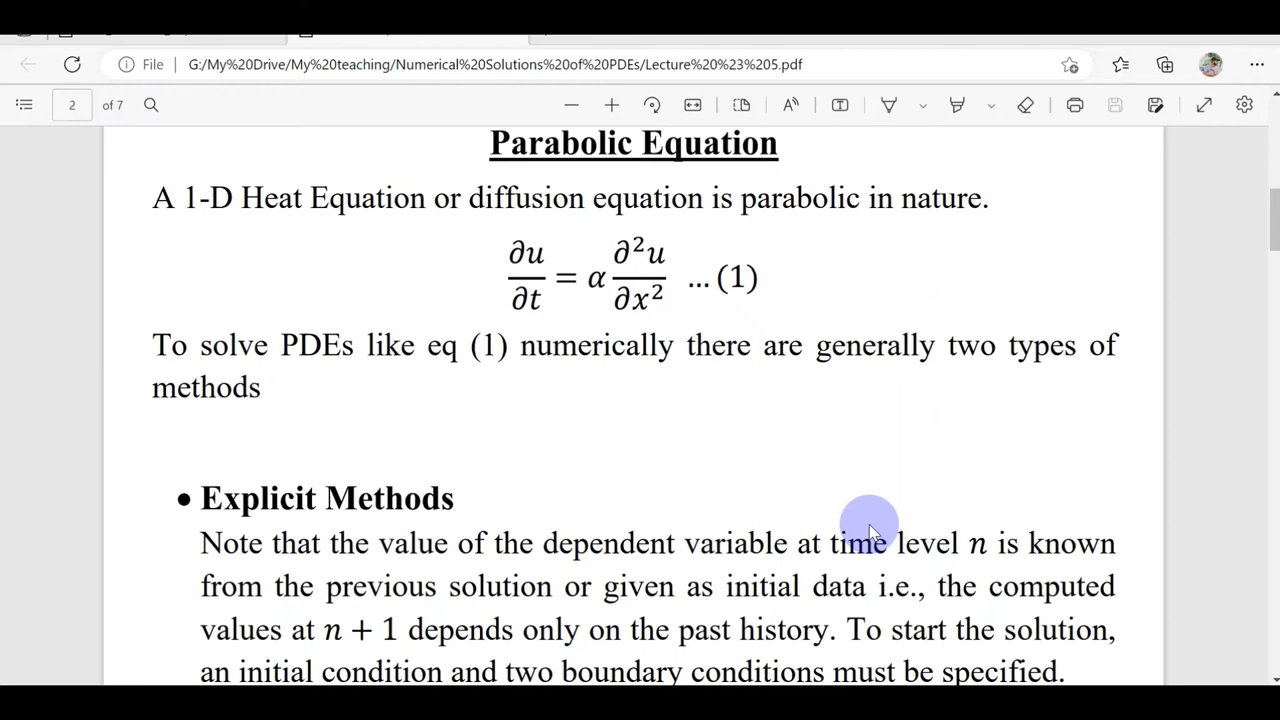 File G:/My%20Drive/My%20teaching/Numerical%20Solutions%20of%20PDEs/Lecture%20%23%205.pdf
2 of 7
Parabolic Equation
A 1-D Heat Equation or diffusion equation is parabolic in nature.
∂u/∂t = α ∂²u/∂x² ... (1)
To solve PDEs like eq (1) numerically there are generally two types of
methods
• Explicit Methods
Note that the value of the dependent variable at time level n is known
from the previous solution or given as initial data i.e., the computed
values at n + 1 depends only on the past history. To start the solution,
an initial condition and two boundary conditions must be specified.